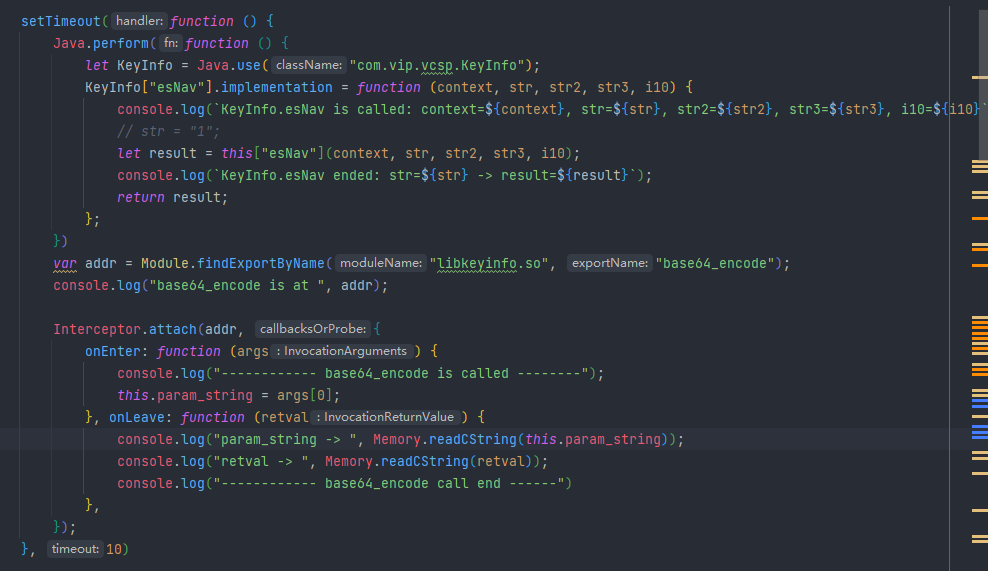 setTimeout( handler: function () {
Java.perform( fn: function () {
let KeyInfo = Java.use( className: "com.vip.vcsp.KeyInfo");
KeyInfo["esNav"].implementation = function (context, str, str2, str3, i10) {
console.log(`KeyInfo.esNav is called: context=${context}, str=${str}, str2=${str2}, str3=${str3}, i10=${i10}`
// str = "1";
let result = this["esNav"](context, str, str2, str3, i10);
console.log(`KeyInfo.esNav ended: str=${str} -> result=${result}`);
return result;
};
})
var addr = Module.findExportByName( moduleName: "libkeyinfo.so", exportName: "base64_encode");
console.log("base64_encode is at ", addr);
Interceptor.attach(addr, callbacksOrProbe: {
onEnter: function (args : InvocationArguments ) {
console.log("------------ base64_encode is called --------");
this.param_string = args[0];
}, onLeave: function (retval : InvocationReturnValue ) {
console.log("param_string -> ", Memory.readCString(this.param_string));
console.log("retval -> ", Memory.readCString(retval));
console.log("------------ base64_encode call end ------")
},
});
}, timeout: 10)